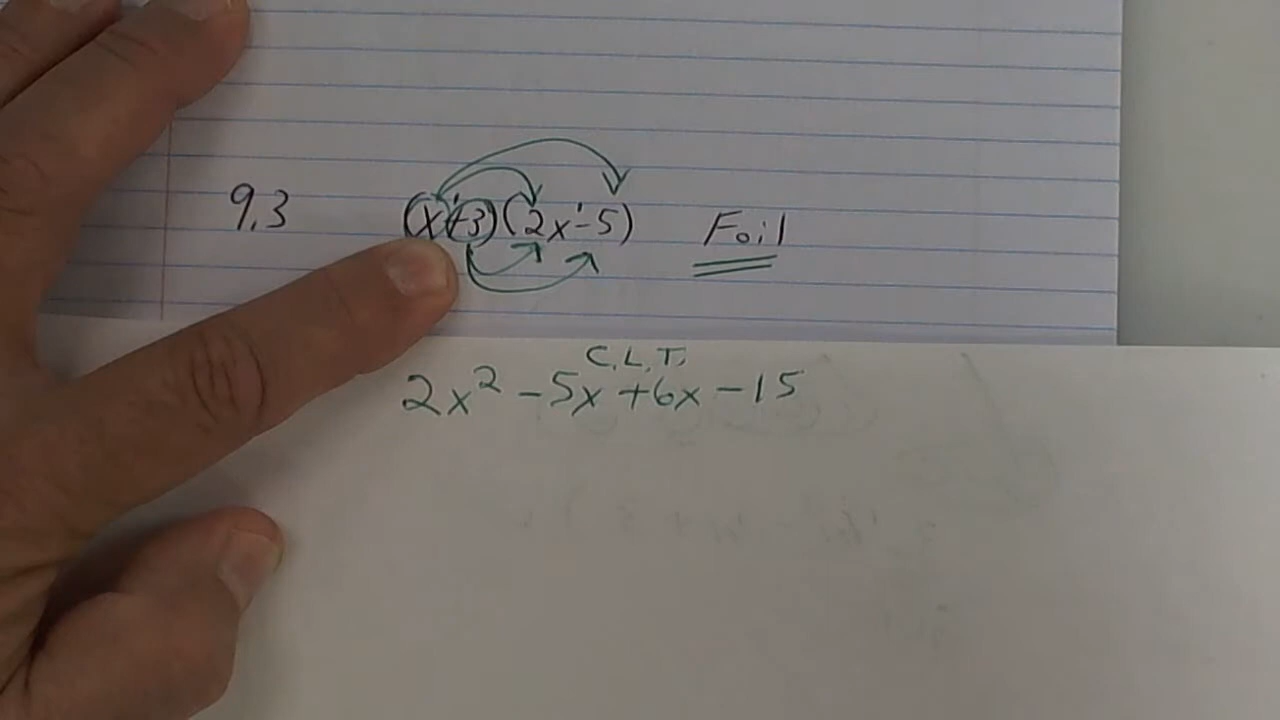 9.3 (x+3)(2x-5) Foil
C.L.T.
2x² -5x +6x -15